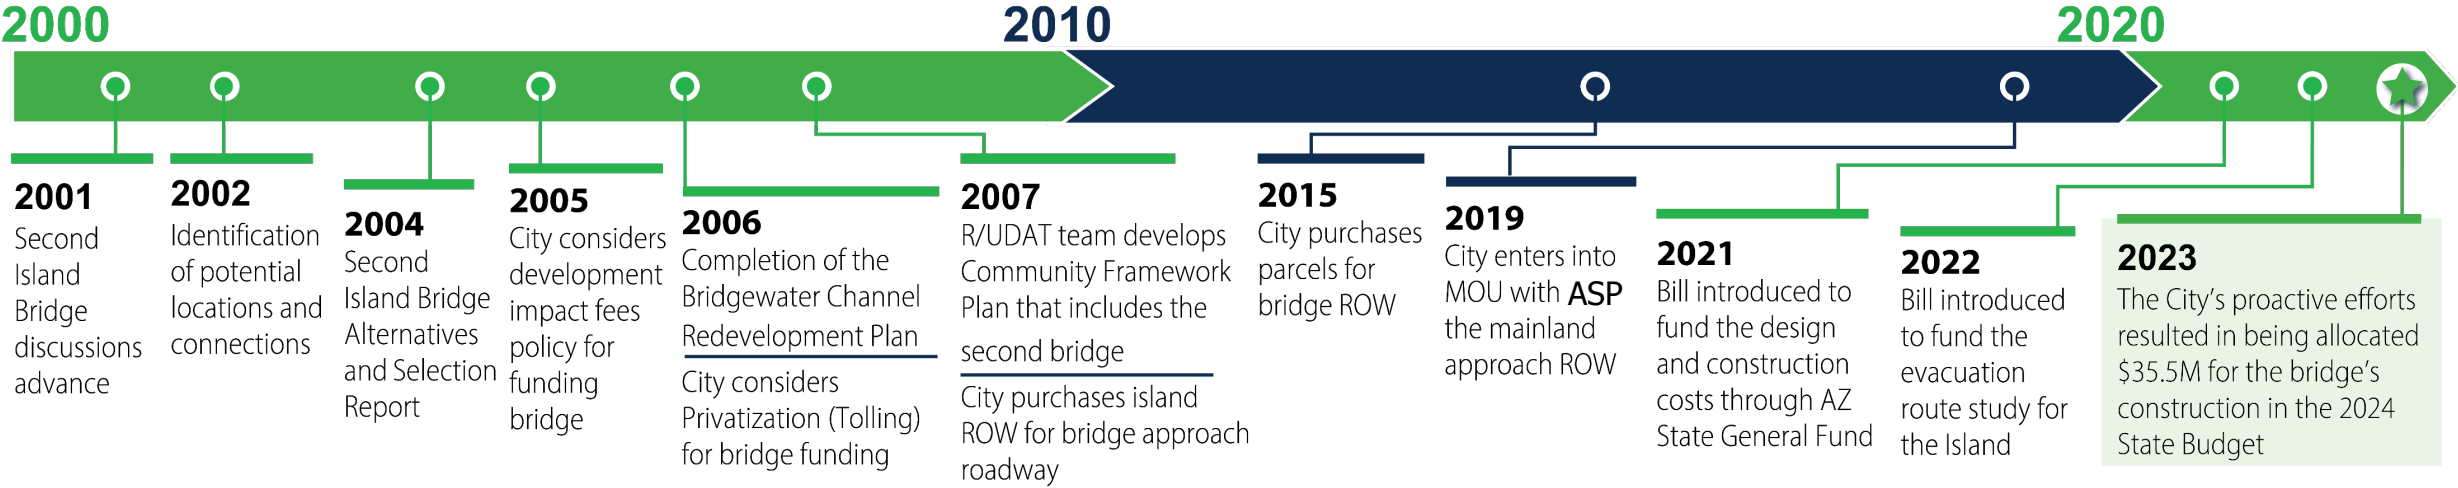 2000
2010
2020
2001
Second
Island
Bridge
discussions
advance
2002
Identification
of potential
locations and
connections
2004
Second
Island Bridge
Alternatives
and Selection
Report
2005
City considers
development
impact fees
policy for
funding
bridge
2006
Completion of the
Bridgewater Channel
Redevelopment Plan
City considers
Privatization (Tolling)
for bridge funding
2007
R/UDAT team develops
Community Framework
Plan that includes the
second bridge
City purchases island
ROW for bridge approach
roadway
2015
City purchases
parcels for
bridge ROW
2019
City enters into
MOU with ASP
the mainland
approach ROW
2021
Bill introduced to
fund the design
and construction
costs through AZ
State General Fund
2022
Bill introduced
to fund the
evacuation
route study for
the Island
2023
The City's proactive efforts
resulted in being allocated
$35.5M for the bridge's
construction in the 2024
State Budget